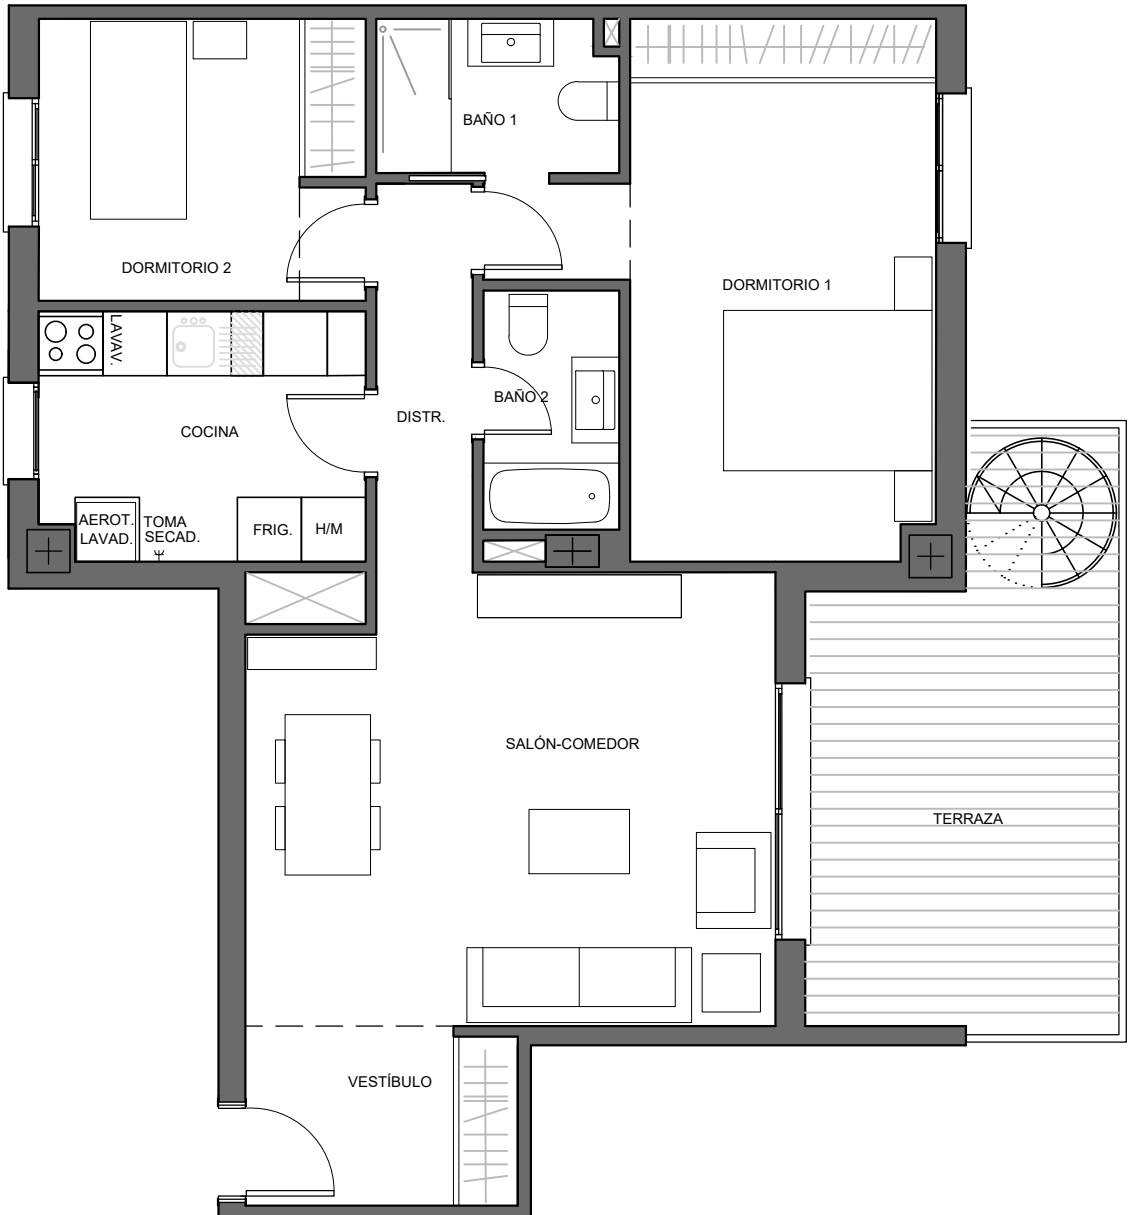 BAÑO 1
DORMITORIO 2
DORMITORIO 1
LAVAV.
BAÑO 2
DISTR.
COCINA
AEROT.
LAVAD.
TOMA
SECAD.
FRIG.
H/M
SALÓN-COMEDOR
TERRAZA
VESTÍBULO